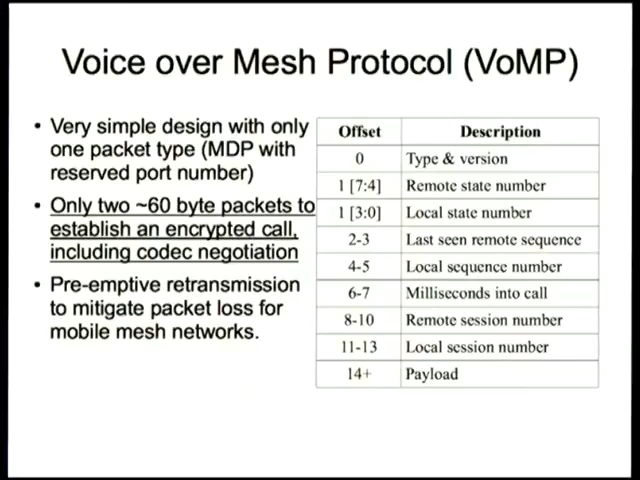 Voice over Mesh Protocol (VoMP)
• Very simple design with only
one packet type (MDP with
reserved port number)
• Only two ~60 byte packets to
establish an encrypted call,
including codec negotiation
• Pre-emptive retransmission
to mitigate packet loss for
mobile mesh networks.
Offset Description
0 Type & version
1 [7:4] Remote state number
1 [3:0] Local state number
2-3 Last seen remote sequence
4-5 Local sequence number
6-7 Milliseconds into call
8-10 Remote session number
11-13 Local session number
14+ Payload